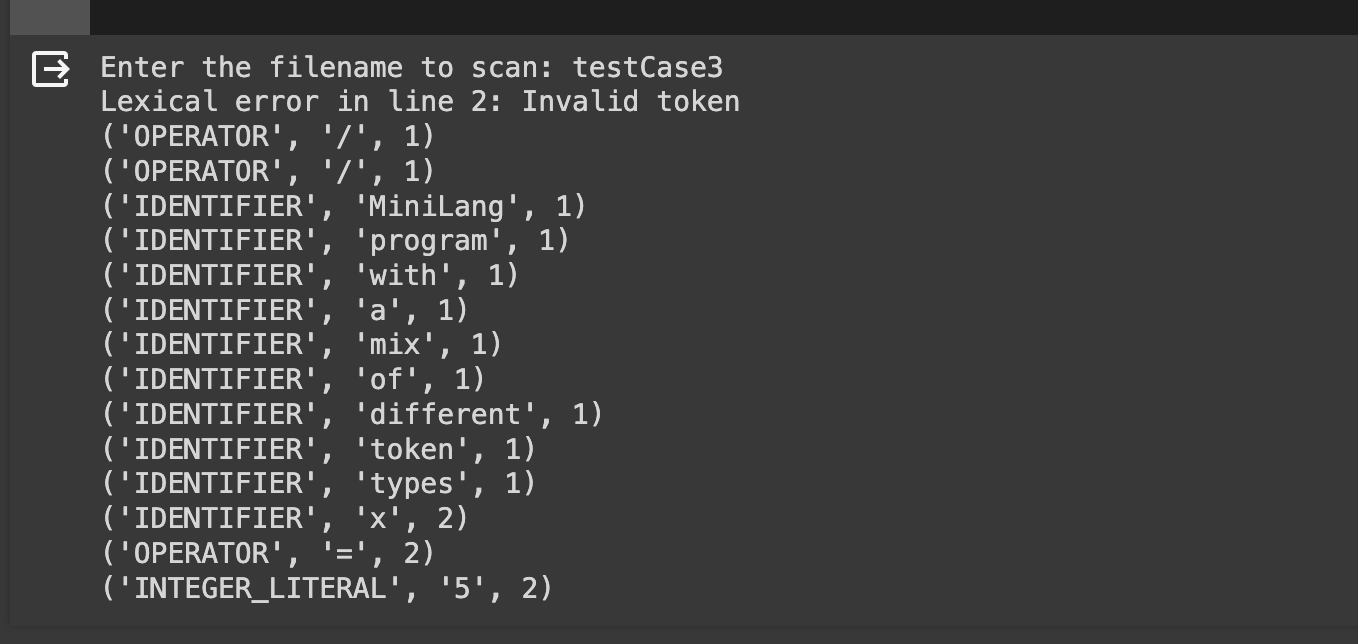 Enter the filename to scan: testCase3
Lexical error in line 2: Invalid token
('OPERATOR', '/', 1)
('OPERATOR', '/', 1)
('IDENTIFIER', 'MiniLang', 1)
('IDENTIFIER', 'program', 1)
('IDENTIFIER', 'with', 1)
('IDENTIFIER', 'a', 1)
('IDENTIFIER', 'mix', 1)
('IDENTIFIER', 'of', 1)
('IDENTIFIER', 'different', 1)
('IDENTIFIER', 'token', 1)
('IDENTIFIER', 'types', 1)
('IDENTIFIER', 'x', 2)
('OPERATOR', '=', 2)
('INTEGER_LITERAL', '5', 2)